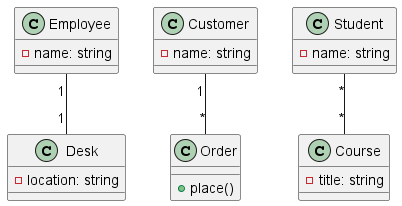 C Employee
name: string
C Customer
name: string
C Student
name: string
1
1
*
1
*
*
C Desk
location: string
C Order
place()
C Course
title: string